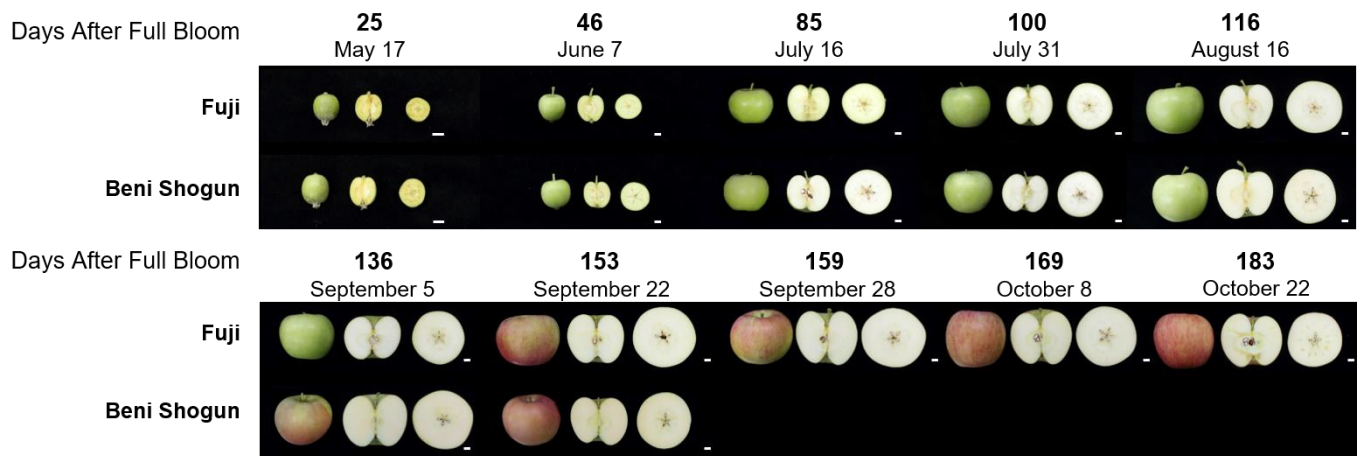 Days After Full Bloom 25 46 85 100 116
May 17 June 7 July 16 July 31 August 16
Fuji
Beni Shogun
Days After Full Bloom 136 153 159 169 183
September 5 September 22 September 28 October 8 October 22
Fuji
Beni Shogun